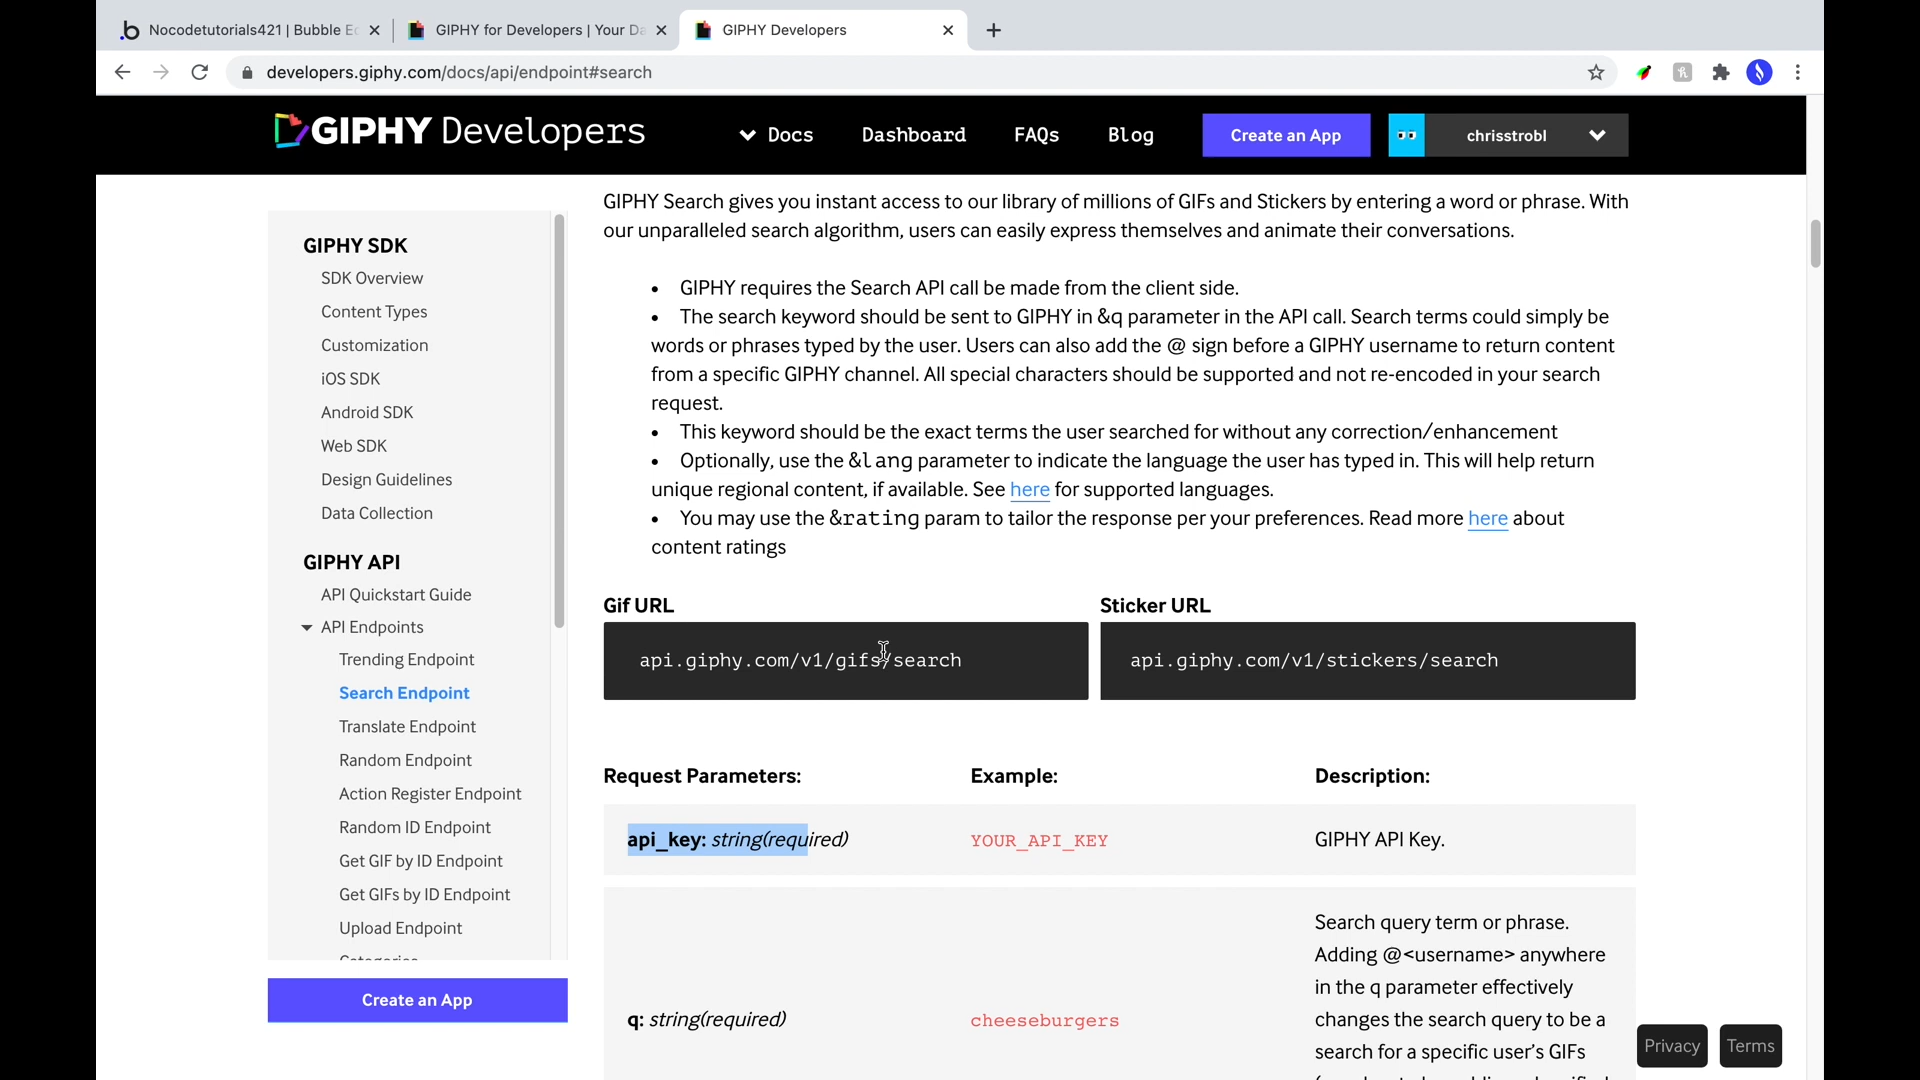 Nocodetutorials421 | Bubble Ed
GIPHY for Developers | Your Da
GIPHY Developers
developers.giphy.com/docs/api/endpoint#search
GIPHY Developers
Docs
Dashboard
FAQs
Blog
Create an App
chrisstrobl
GIPHY SDK
SDK Overview
Content Types
Customization
iOS SDK
Android SDK
Web SDK
Design Guidelines
Data Collection
GIPHY API
API Quickstart Guide
API Endpoints
Trending Endpoint
Search Endpoint
Translate Endpoint
Random Endpoint
Action Register Endpoint
Random ID Endpoint
Get GIF by ID Endpoint
Get GIFs by ID Endpoint
Upload Endpoint
Create an App
GIPHY Search gives you instant access to our library of millions of GIFs and Stickers by entering a word or phrase. With
our unparalleled search algorithm, users can easily express themselves and animate their conversations.
• GIPHY requires the Search API call be made from the client side.
• The search keyword should be sent to GIPHY in &q parameter in the API call. Search terms could simply be
words or phrases typed by the user. Users can also add the @ sign before a GIPHY username to return content
from a specific GIPHY channel. All special characters should be supported and not re-encoded in your search
request.
• This keyword should be the exact terms the user searched for without any correction/enhancement
• Optionally, use the &lang parameter to indicate the language the user has typed in. This will help return
unique regional content, if available. See here for supported languages.
• You may use the &rating param to tailor the response per your preferences. Read more here about
content ratings
Gif URL
api.giphy.com/v1/gifs/search
Sticker URL
api.giphy.com/v1/stickers/search
Request Parameters:
Example:
Description:
api_key: string(required)
YOUR_API_KEY
GIPHY API Key.
q: string(required)
cheeseburgers
Search query term or phrase.
Adding @<username> anywhere
in the q parameter effectively
changes the search query to be a
search for a specific user's GIFs
Privacy
Terms